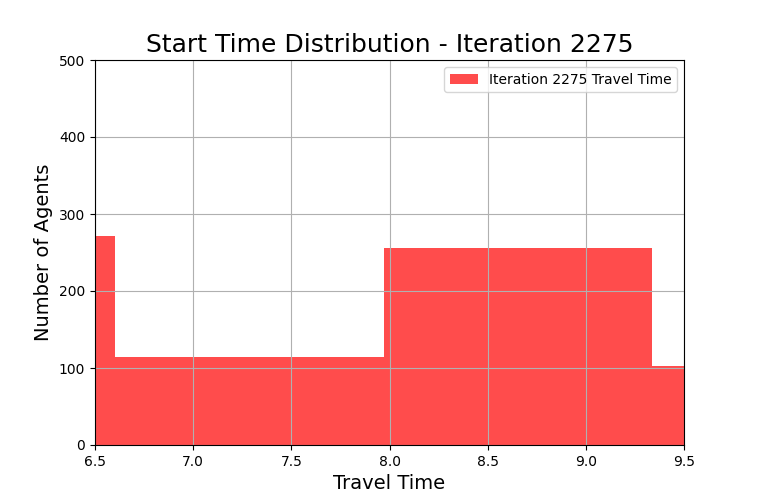 Start Time Distribution - Iteration 2275
Iteration 2275 Travel Time
Number of Agents
500
400
300
200
100
0
6.5 7.0 7.5 8.0 8.5 9.0 9.5
Travel Time